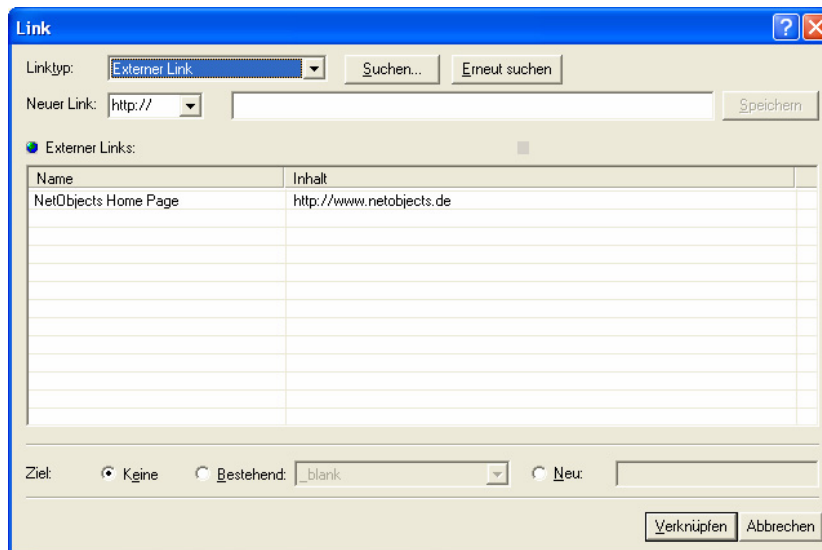 Link
Linktyp: Externer Link Suchen... Erneut suchen
Neuer Link: http:// Speichern
Externer Links:
Name Inhalt
NetObjects Home Page http://www.netobjects.de
Ziel: Keine Bestehend: _blank Neu:
Verknüpfen Abbrechen